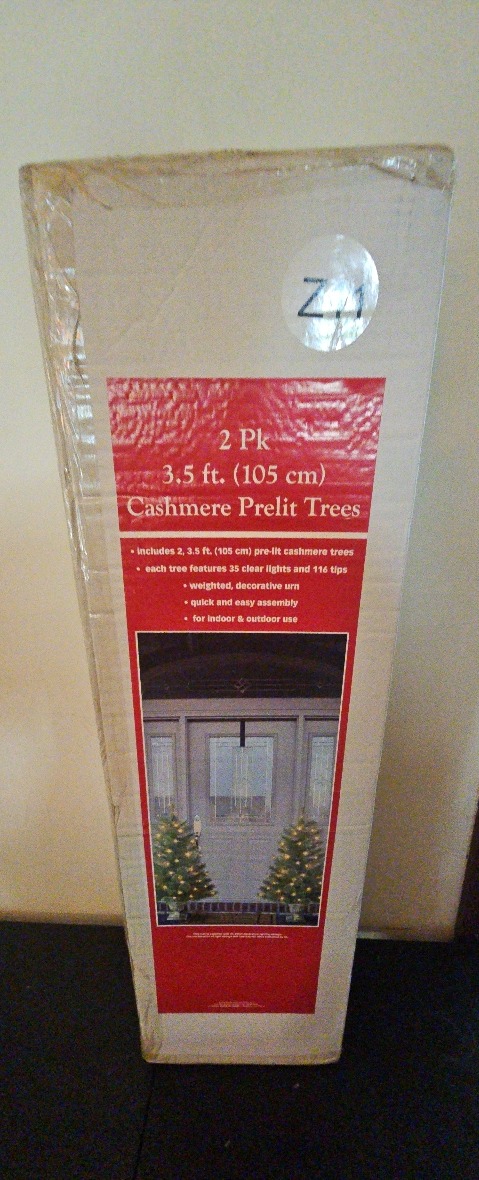 2 Pk
3.5 ft. (105 cm)
Cashmere Prelit Trees
• includes 2, 3.5 ft. (105 cm) pre-lit cashmere trees
• each tree features 35 clear lights and 116 tips
• weighted, decorative urn
• quick and easy assembly
• for indoor & outdoor use